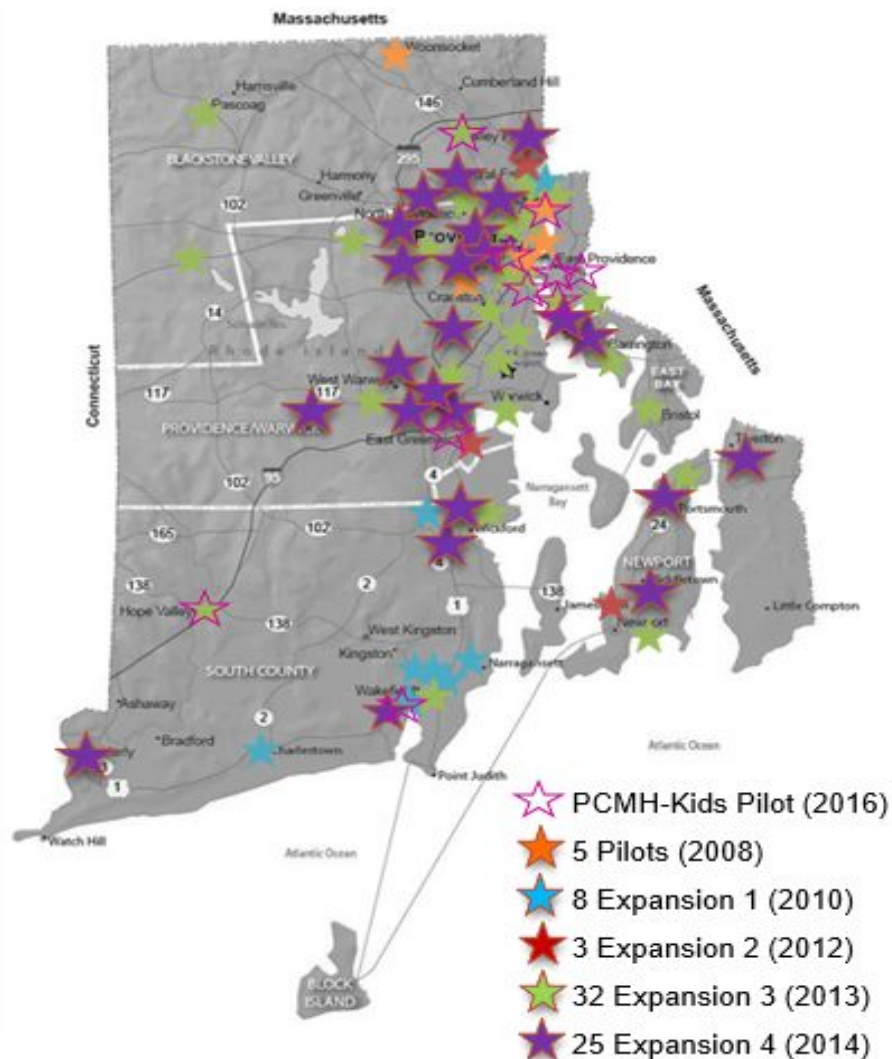 Massachusetts
Woonsocket
Harrisville
Pascoag
Cumberland Hill
146
BLACKSTONE VALLEY
295
Harmony
Greenville
102
East Providence
Cranston
14
Massachusetts
Connecticut
Rhode Island
Barrington
EAST BAY
117
West Warwick
117
Warwick
Bristol
PROVIDENCE/WARWICK
East Greenwich
Tiverton
95
4
Narragansett Bay
102
Portsmouth
165
102
Wickford
24
4
NEWPORT
138
2
Middletown
138
1
Hope Valley
138
Little Compton
West Kingston
Newport
Kingston
SOUTH COUNTY
Narragansett
Wakefield
Ashaway
2
Bradford
Charlestown
Atlantic Ocean
1
1
Point Judith
Watch Hill
Atlantic Ocean
BLOCK ISLAND
PCMH-Kids Pilot (2016)
5 Pilots (2008)
8 Expansion 1 (2010)
3 Expansion 2 (2012)
32 Expansion 3 (2013)
25 Expansion 4 (2014)